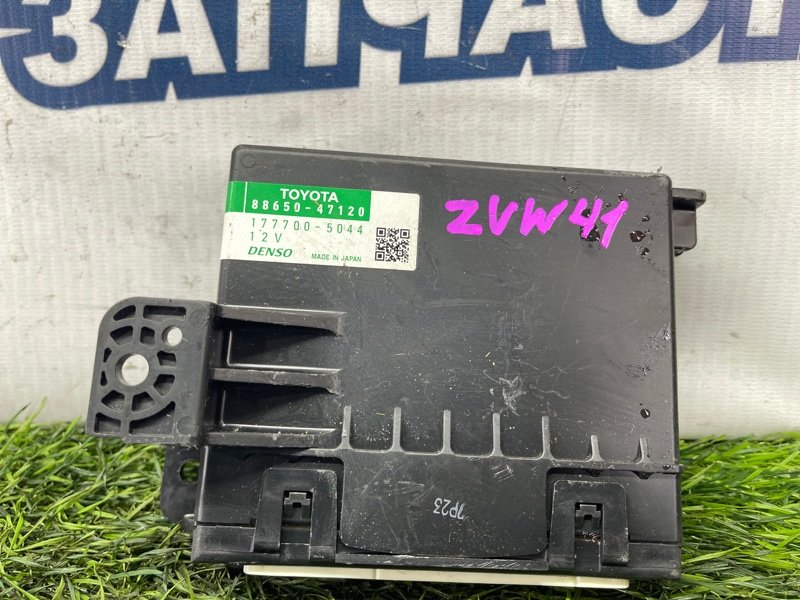 ЗАПЧАСТ
TOYOTA
88650-47120
177700-5044
12V
DENSO MADE IN JAPAN
ZVW41
7P23